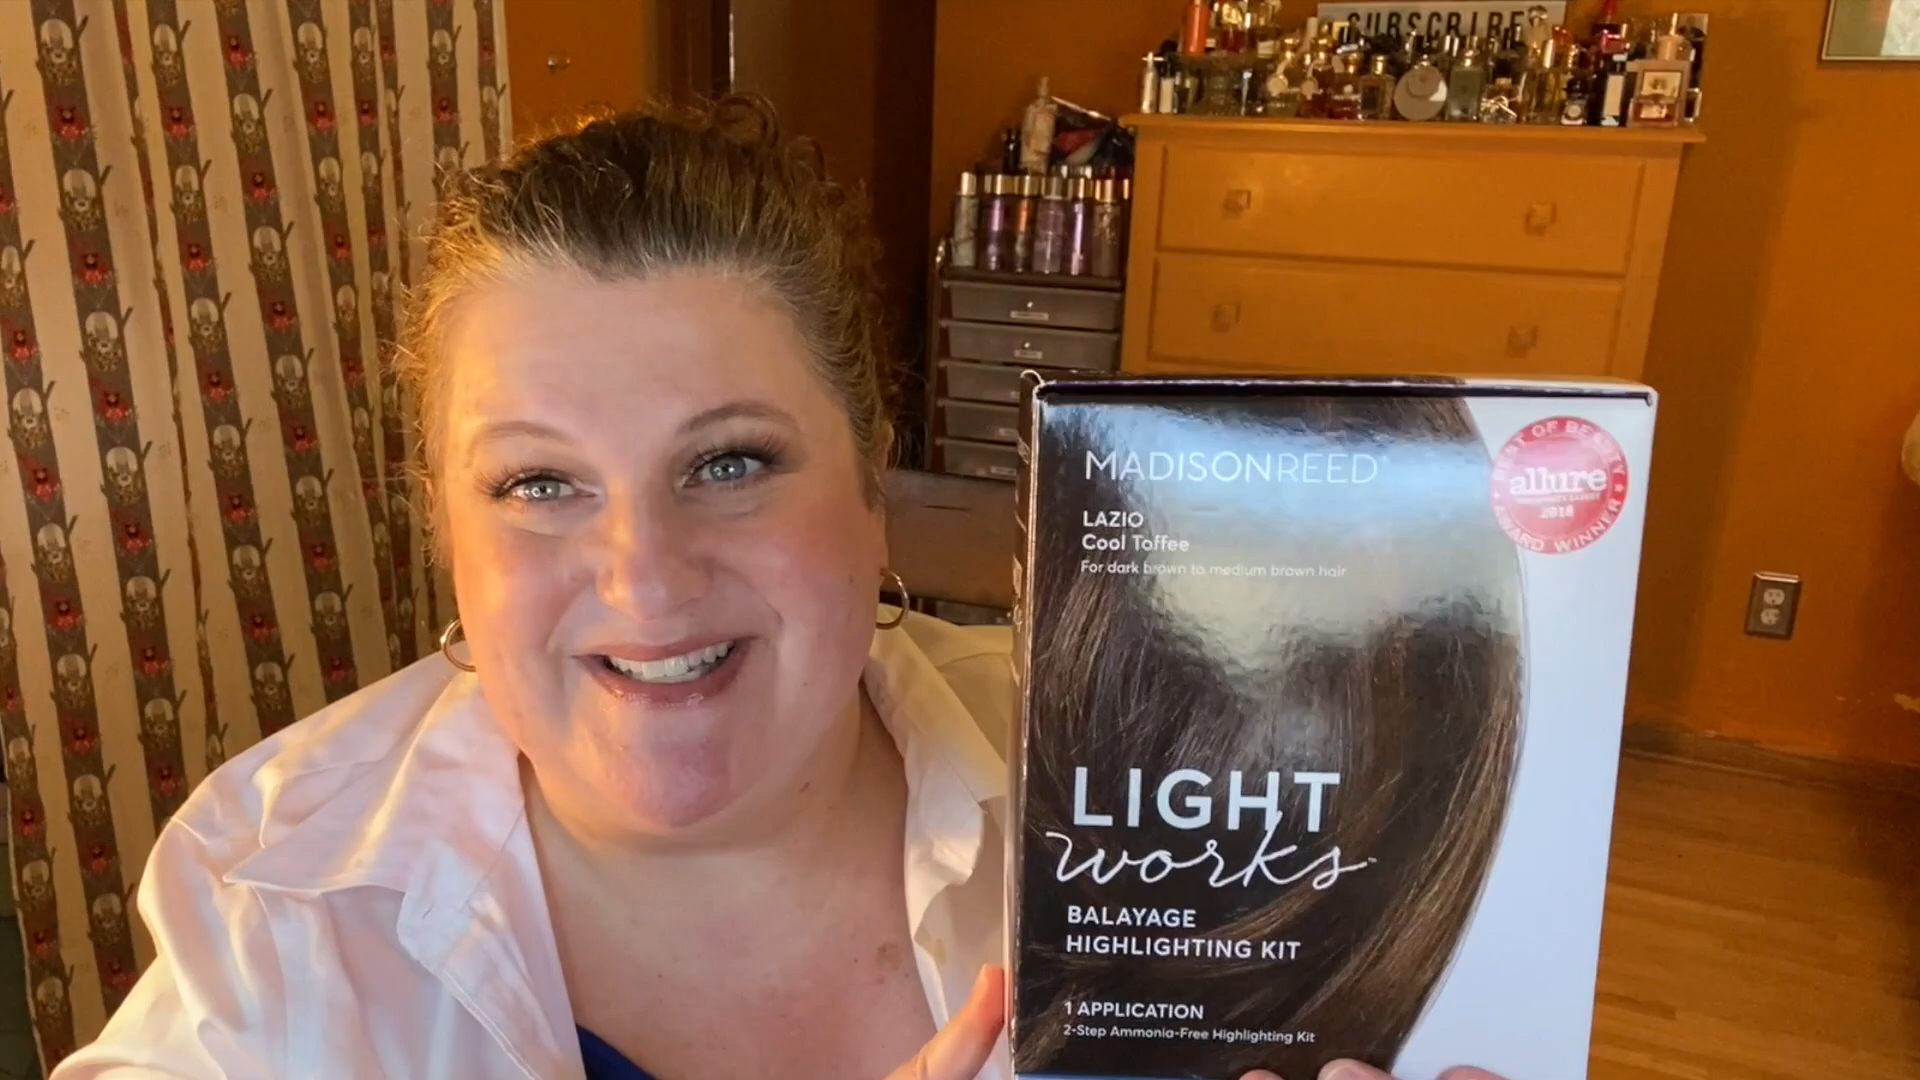 SUBSCRIBE
MADISONREED
LAZIO
Cool Toffee
For dark brown to medium brown hair
BEST OF BEAUTY
allure
2018
AWARD WINNER
LIGHT
works™
BALAYAGE
HIGHLIGHTING KIT
1 APPLICATION
2-Step Ammonia-Free Highlighting Kit